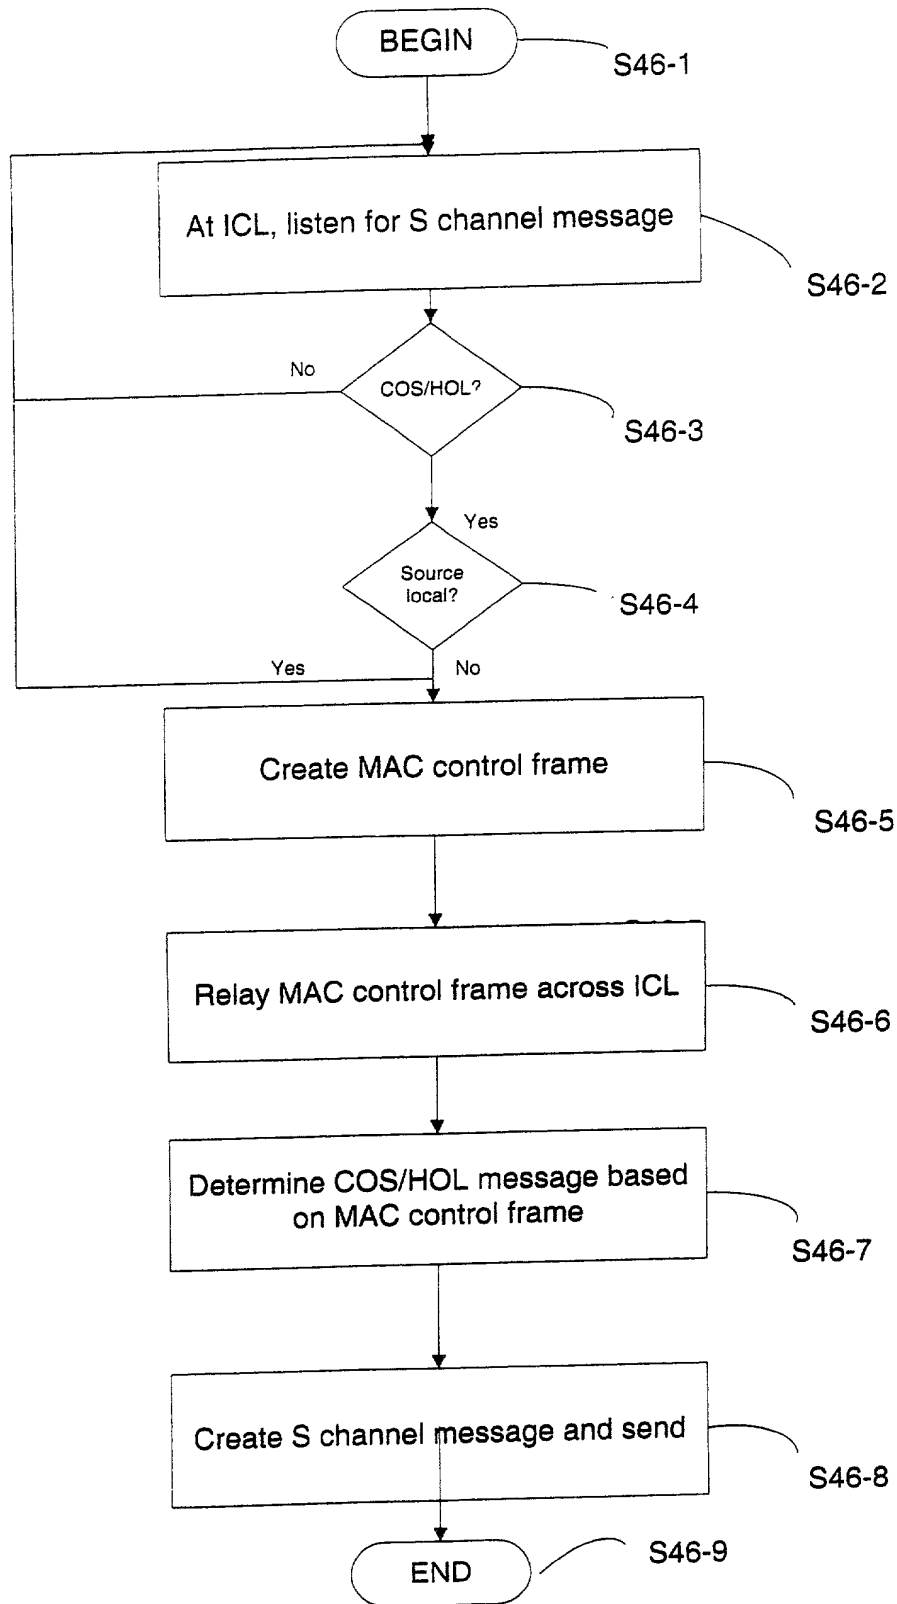 BEGIN
S46-1
At ICL, listen for S channel message
S46-2
No
COS/HOL?
S46-3
Yes
Source
local?
S46-4
Yes
No
Create MAC control frame
S46-5
Relay MAC control frame across ICL
S46-6
Determine COS/HOL message based
on MAC control frame
S46-7
Create S channel message and send
S46-8
END
S46-9